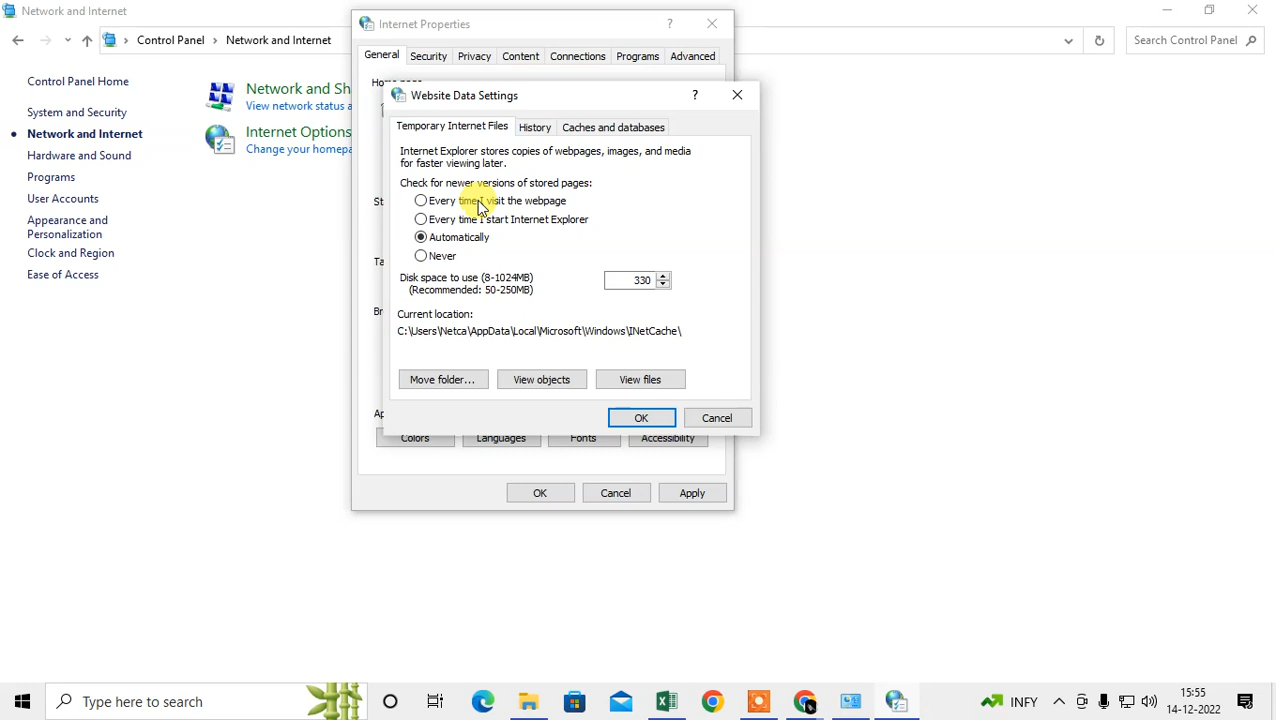 Network and Internet
Control Panel
Network and Internet
Search Control Panel
Control Panel Home
System and Security
Network and Internet
Hardware and Sound
Programs
User Accounts
Appearance and
Personalization
Clock and Region
Ease of Access
Network and Sh
View network status a
Internet Options
Change your homepa
Internet Properties
?
General
Security
Privacy
Content
Connections
Programs
Advanced
Website Data Settings
?
Temporary Internet Files
History
Caches and databases
Internet Explorer stores copies of webpages, images, and media
for faster viewing later.
Check for newer versions of stored pages:
Every time I visit the webpage
Every time I start Internet Explorer
Automatically
Never
Disk space to use (8-1024MB)
(Recommended: 50-250MB)
330
Current location:
C:\Users\Netca\AppData\Local\Microsoft\Windows\INetCache\
Move folder...
View objects
View files
OK
Cancel
Colors
Languages
Fonts
Accessibility
OK
Cancel
Apply
Type here to search
INFY
15:55
14-12-2022